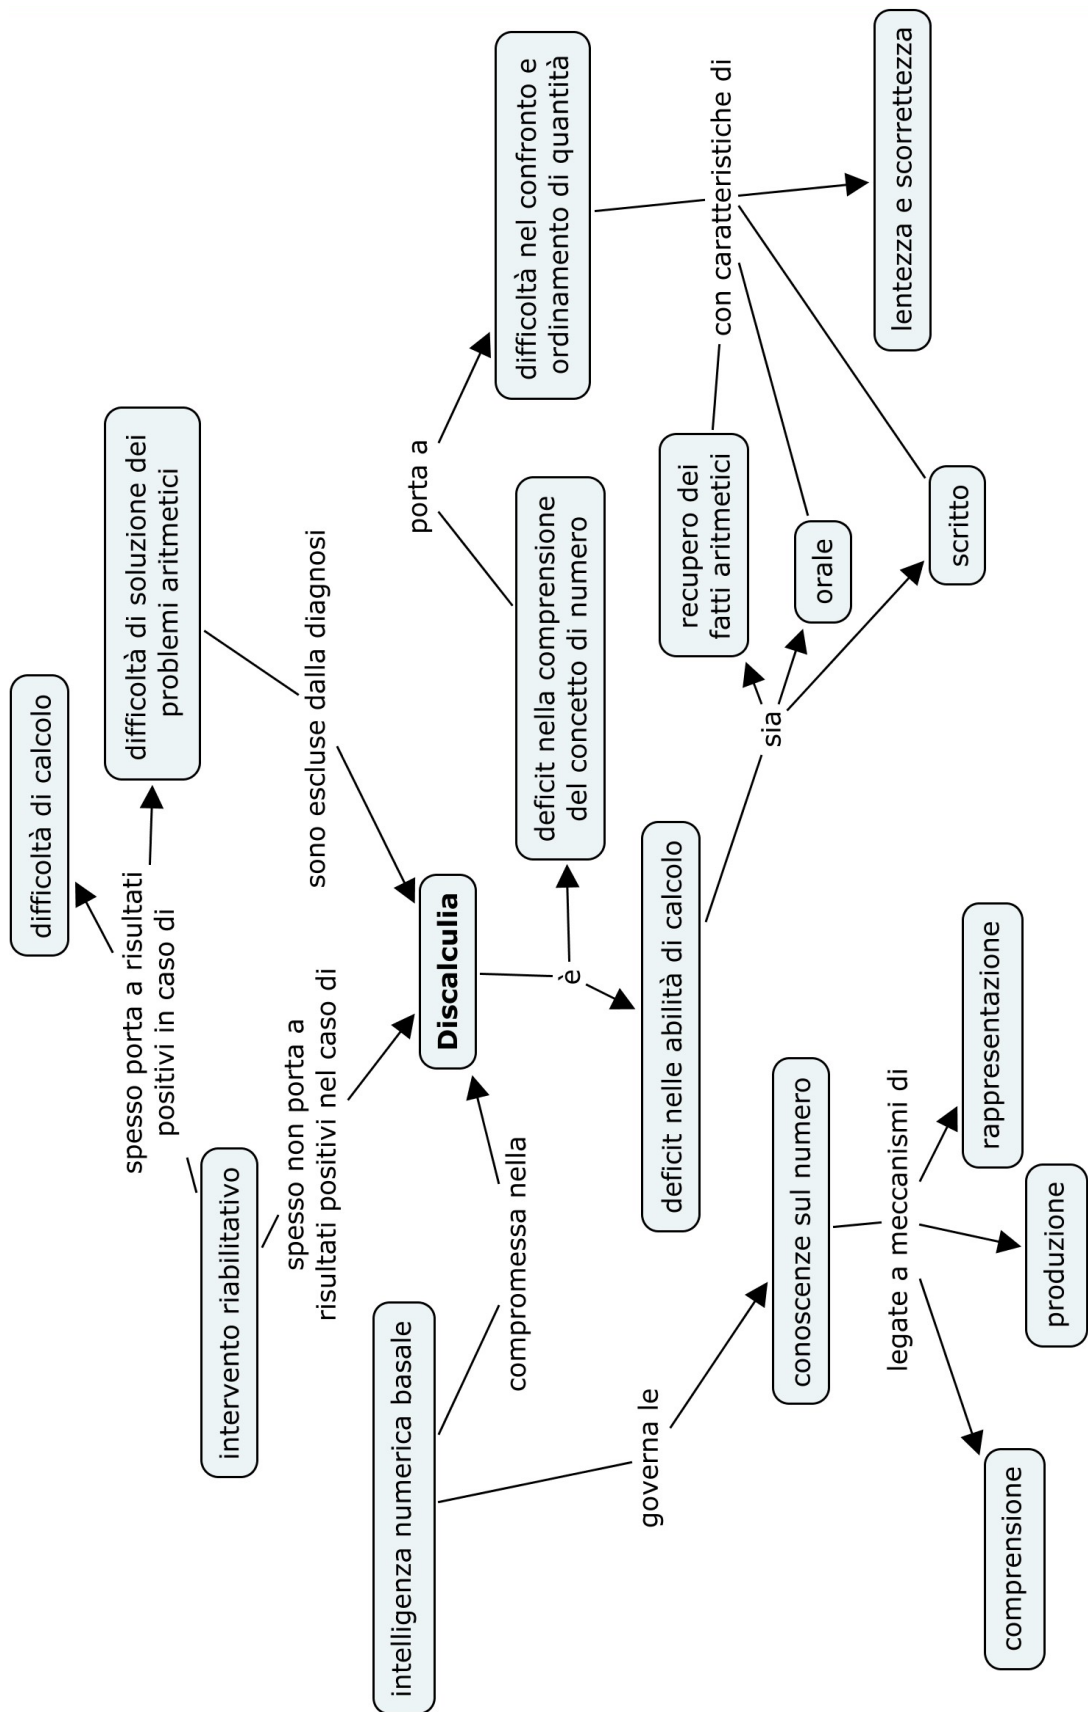 difficoltà di calcolo
spesso porta a risultati
positivi in caso di
difficoltà di soluzione dei
problemi aritmetici
intervento riabilitativo
spesso non porta a
risultati positivi nel caso di
sono escluse dalla diagnosi
intelligenza numerica basale
compromessa nella
Discalculia
porta a
difficoltà nel confronto e
ordinamento di quantità
è
deficit nella comprensione
del concetto di numero
governa le
deficit nelle abilità di calcolo
recupero dei
fatti aritmetici
con caratteristiche di
sia
orale
conoscenze sul numero
lentezza e scorrettezza
legate a meccanismi di
scritto
comprensione
rappresentazione
produzione